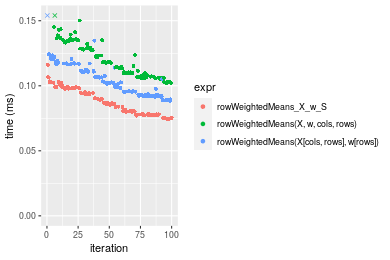 0.15
0.10
0.05
0.00
time (ms)
0
25
50
75
100
iteration
expr
rowWeightedMeans_X_w_S
rowWeightedMeans(X, w, cols, rows)
rowWeightedMeans(X[cols, rows], w[rows])